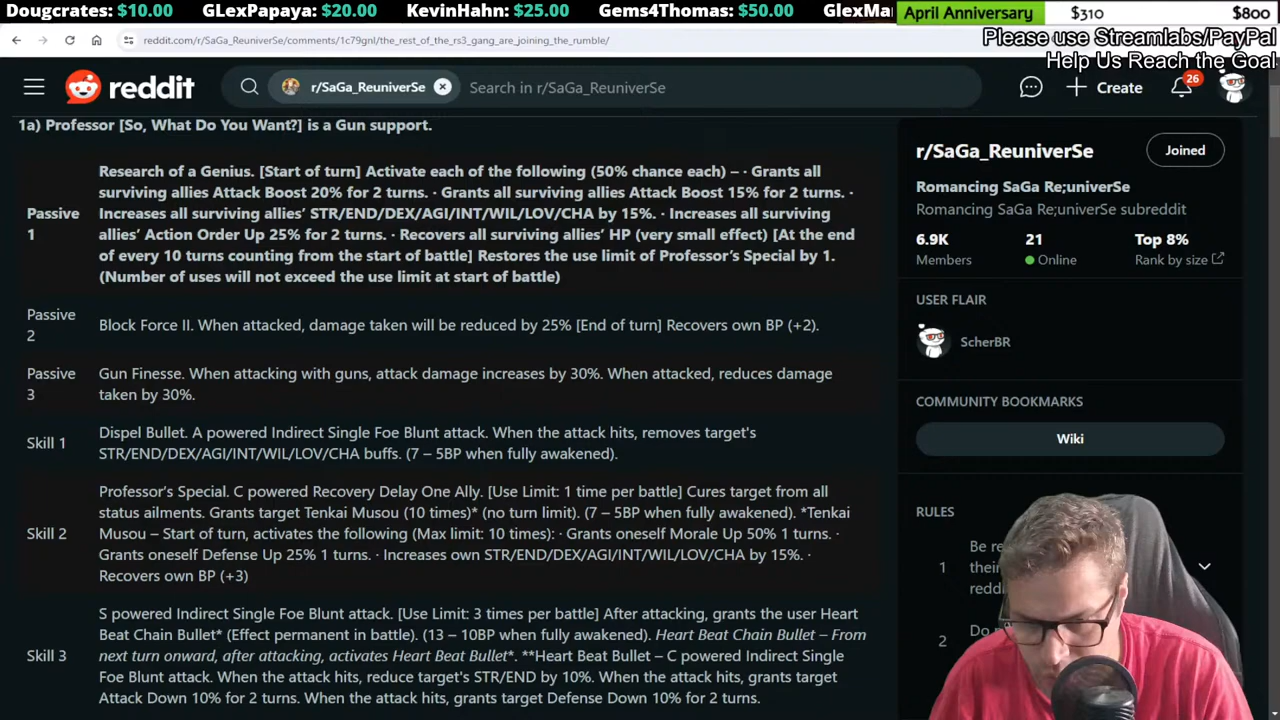 Dougcrates: $10.00 GLexPapaya: $20.00 KevinHahn: $25.00 Gems4Thomas: $50.00 GlexMa
April Anniversary $310 $800
Please use Streamlabs/PayPal
Help Us Reach the Goal
reddit.com/r/SaGa_ReuniverSe/comments/1c79gnl/the_rest_of_the_rs3_gang_are_joining_the_rumble/
reddit r/SaGa_ReuniverSe Search in r/SaGa_ReuniverSe Create 26
1a) Professor [So, What Do You Want?] is a Gun support.
Passive 1
Research of a Genius. [Start of turn] Activate each of the following (50% chance each) – · Grants all
surviving allies Attack Boost 20% for 2 turns. · Grants all surviving allies Attack Boost 15% for 2 turns. ·
Increases all surviving allies’ STR/END/DEX/AGI/INT/WIL/LOV/CHA by 15%. · Increases all surviving
allies’ Action Order Up 25% for 2 turns. · Recovers all surviving allies’ HP (very small effect) [At the end
of every 10 turns counting from the start of battle] Restores the use limit of Professor’s Special by 1.
(Number of uses will not exceed the use limit at start of battle)
Passive 2
Block Force II. When attacked, damage taken will be reduced by 25% [End of turn] Recovers own BP (+2).
Passive 3
Gun Finesse. When attacking with guns, attack damage increases by 30%. When attacked, reduces damage
taken by 30%.
Skill 1
Dispel Bullet. A powered Indirect Single Foe Blunt attack. When the attack hits, removes target's
STR/END/DEX/AGI/INT/WIL/LOV/CHA buffs. (7 – 5BP when fully awakened).
Skill 2
Professor’s Special. C powered Recovery Delay One Ally. [Use Limit: 1 time per battle] Cures target from all
status ailments. Grants target Tenkai Musou (10 times)* (no turn limit). (7 – 5BP when fully awakened). *Tenkai
Musou – Start of turn, activates the following (Max limit: 10 times): · Grants oneself Morale Up 50% 1 turns. ·
Grants oneself Defense Up 25% 1 turns. · Increases own STR/END/DEX/AGI/INT/WIL/LOV/CHA by 15%. ·
Recovers own BP (+3)
Skill 3
S powered Indirect Single Foe Blunt attack. [Use Limit: 3 times per battle] After attacking, grants the user Heart
Beat Chain Bullet* (Effect permanent in battle). (13 – 10BP when fully awakened). Heart Beat Chain Bullet – From
next turn onward, after attacking, activates Heart Beat Bullet*. **Heart Beat Bullet – C powered Indirect Single
Foe Blunt attack. When the attack hits, reduce target's STR/END by 10%. When the attack hits, grants target
Attack Down 10% for 2 turns. When the attack hits, grants target Defense Down 10% for 2 turns.
r/SaGa_ReuniverSe Joined
Romancing SaGa Re;univerSe
Romancing SaGa Re;univerSe subreddit
6.9K 21 Top 8%
Members Online Rank by size
USER FLAIR
ScherBR
COMMUNITY BOOKMARKS
Wiki
RULES
1 Be re
their
reddi
2 Do